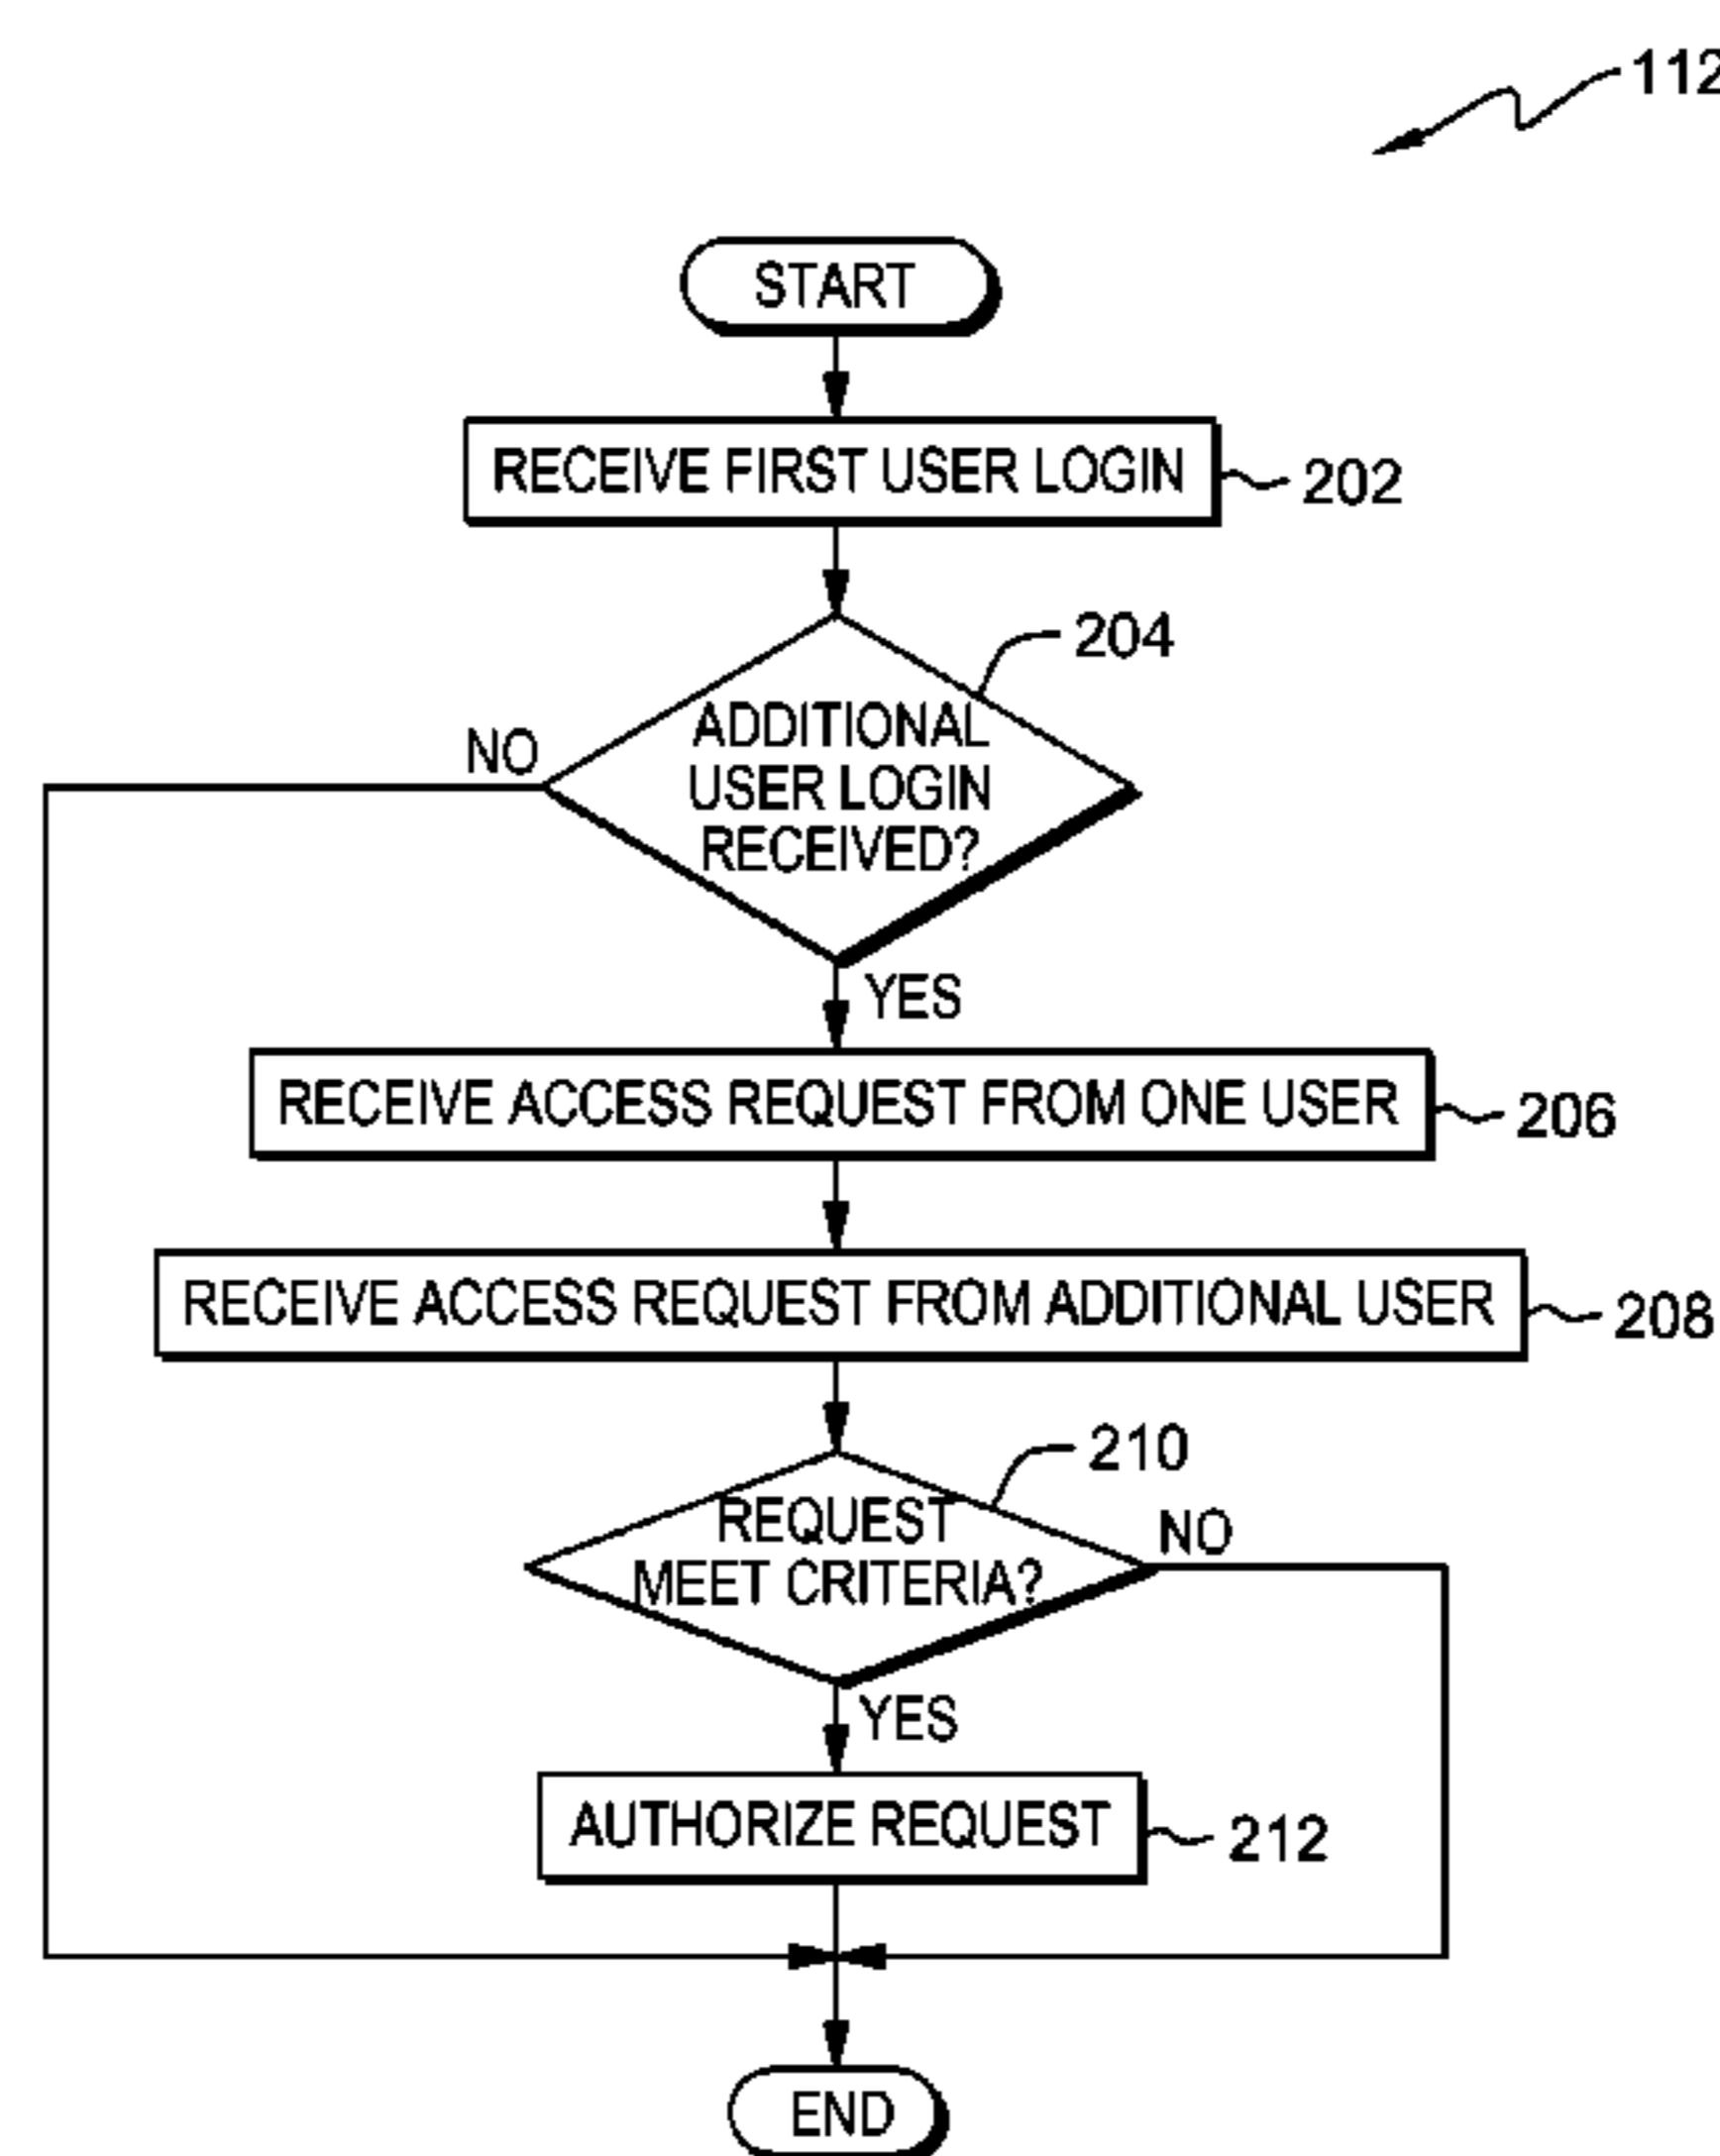 112
START
RECEIVE FIRST USER LOGIN
202
204
ADDITIONAL
USER LOGIN
RECEIVED?
NO
YES
RECEIVE ACCESS REQUEST FROM ONE USER
206
RECEIVE ACCESS REQUEST FROM ADDITIONAL USER
208
210
REQUEST
MEET CRITERIA?
NO
YES
AUTHORIZE REQUEST
212
END